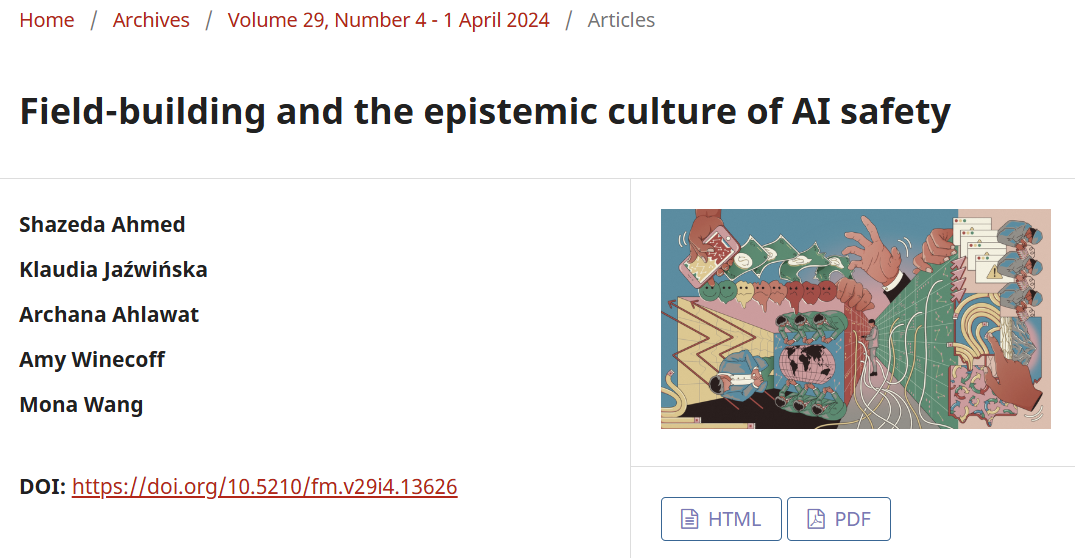 Home / Archives / Volume 29, Number 4 - 1 April 2024 / Articles
Field-building and the epistemic culture of AI safety
Shazeda Ahmed
Klaudia Jaźwińska
Archana Ahlawat
Amy Winecoff
Mona Wang
DOI: https://doi.org/10.5210/fm.v29i4.13626
HTML
PDF